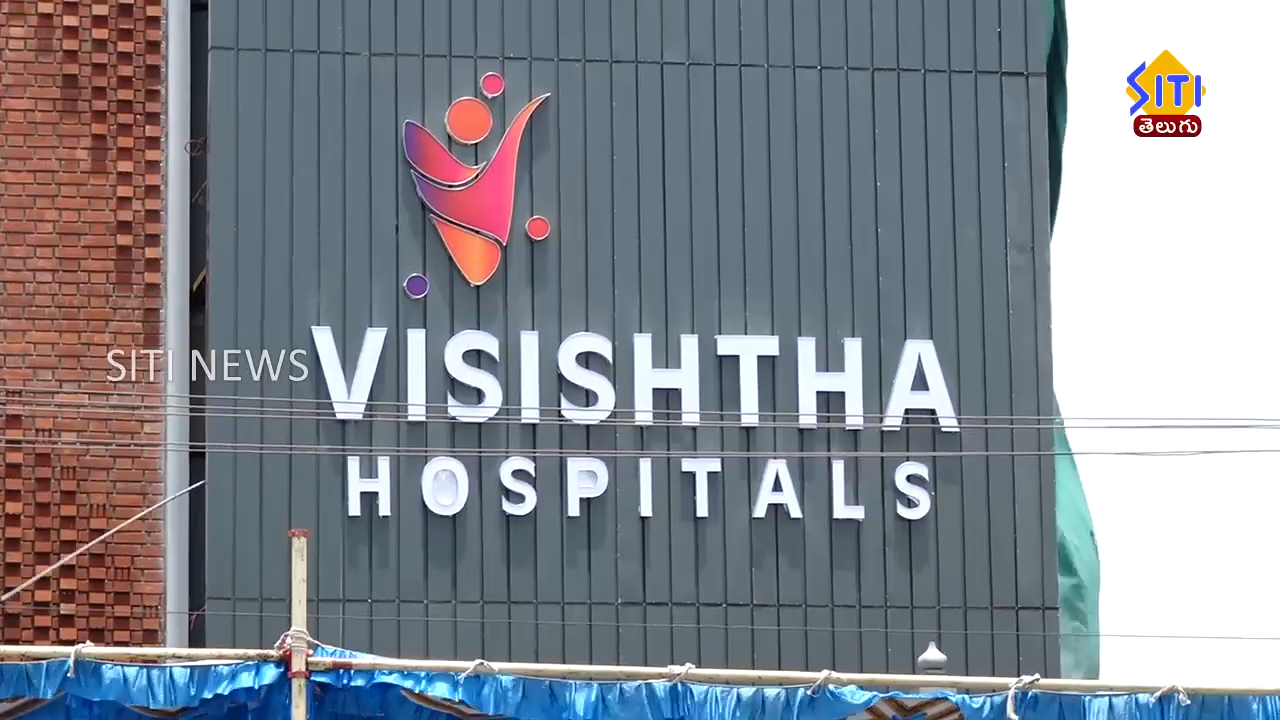 SITI
తెలుగు
SITI NEWS
VISISHTHA
HOSPITALS